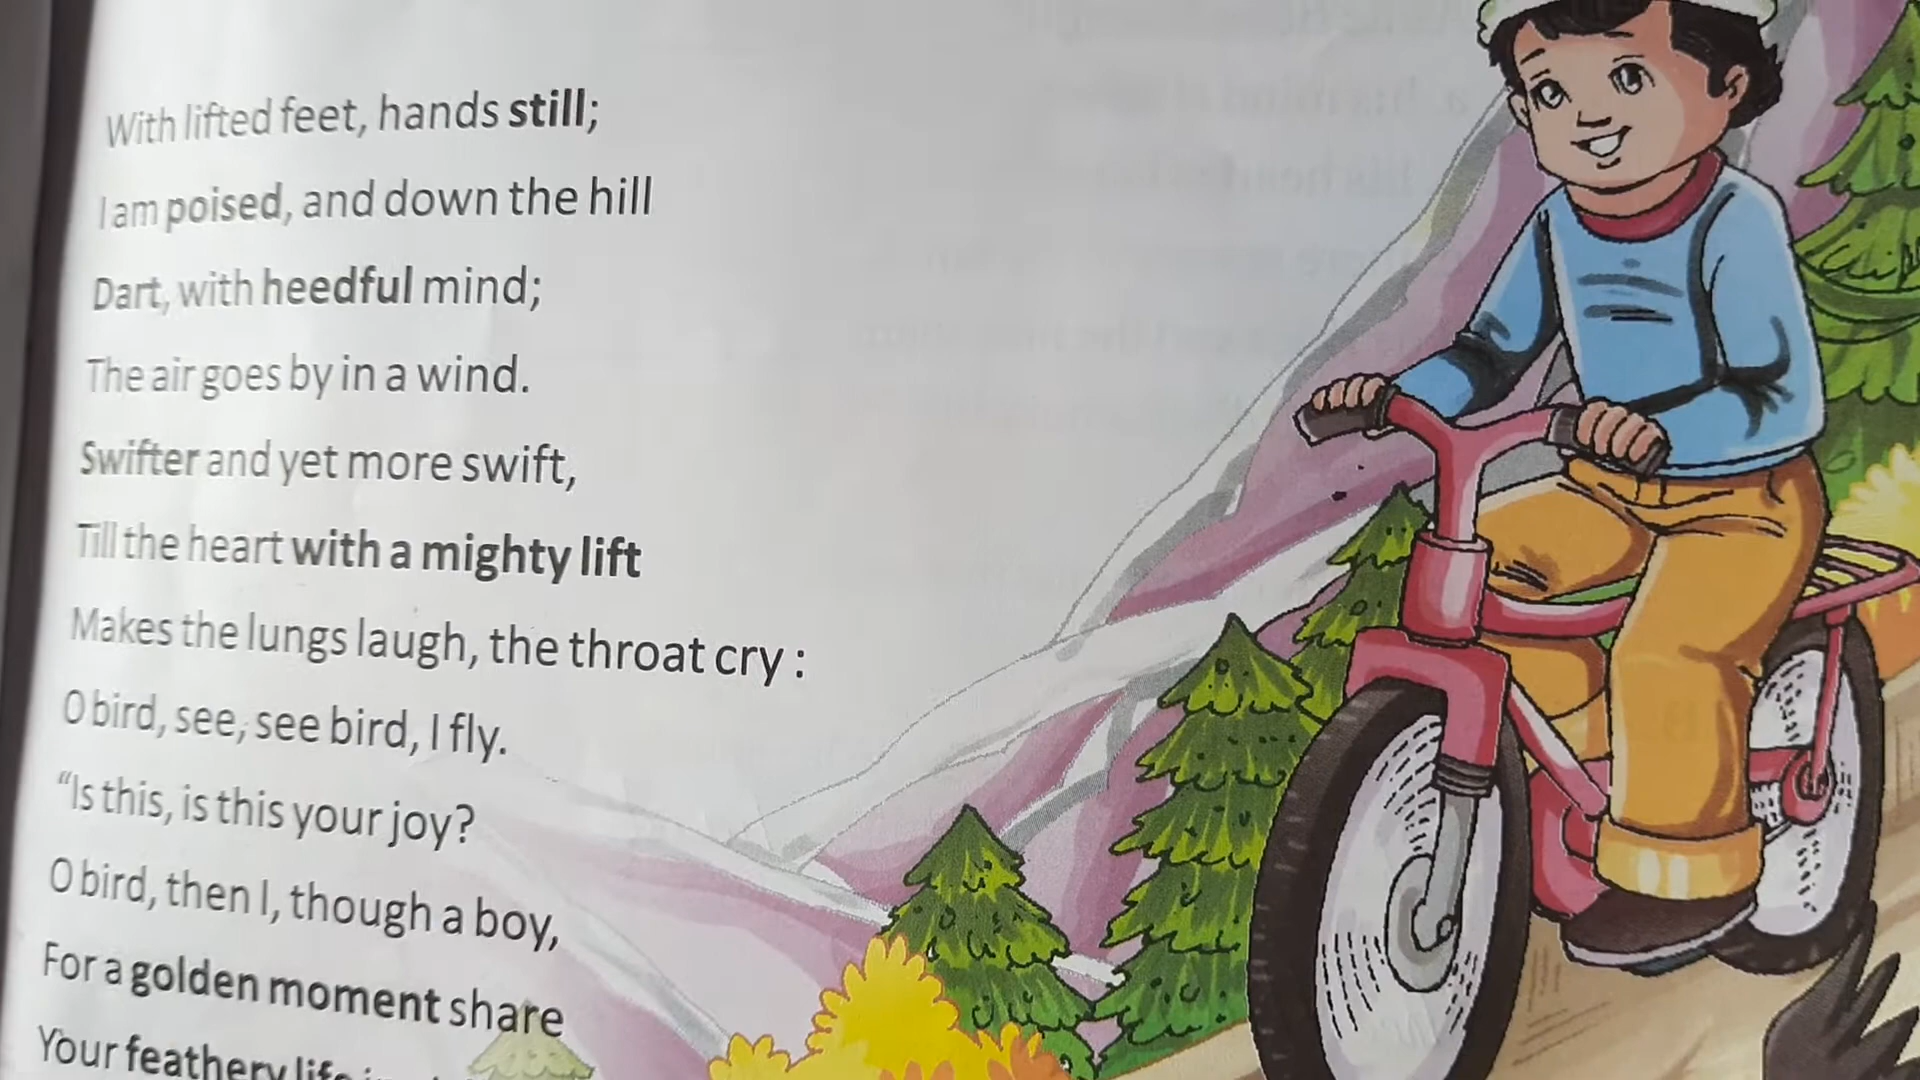 With lifted feet, hands still;
I am poised, and down the hill
Dart, with heedful mind;
The air goes by in a wind.
Swifter and yet more swift,
Till the heart with a mighty lift
Makes the lungs laugh, the throat cry :
O bird, see, see bird, I fly.
“Is this, is this your joy?
O bird, then I, though a boy,
For a golden moment share
Your feathery life